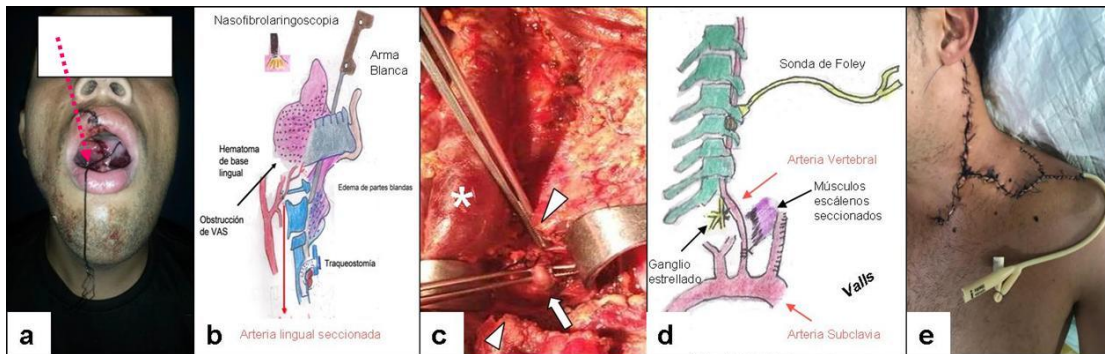 Nasofibrolaringoscopia
Arma
Blanca
Hematoma
de base
lingual
Edema de partes blandas
Obstrucción
de VAS
Traqueostomía
Arteria lingual seccionada
Sonda de Foley
Arteria Vertebral
Músculos
escálenos
seccionados
Ganglio
estrellado
Valls
Arteria Subclavia
a
b
*
c
d
e